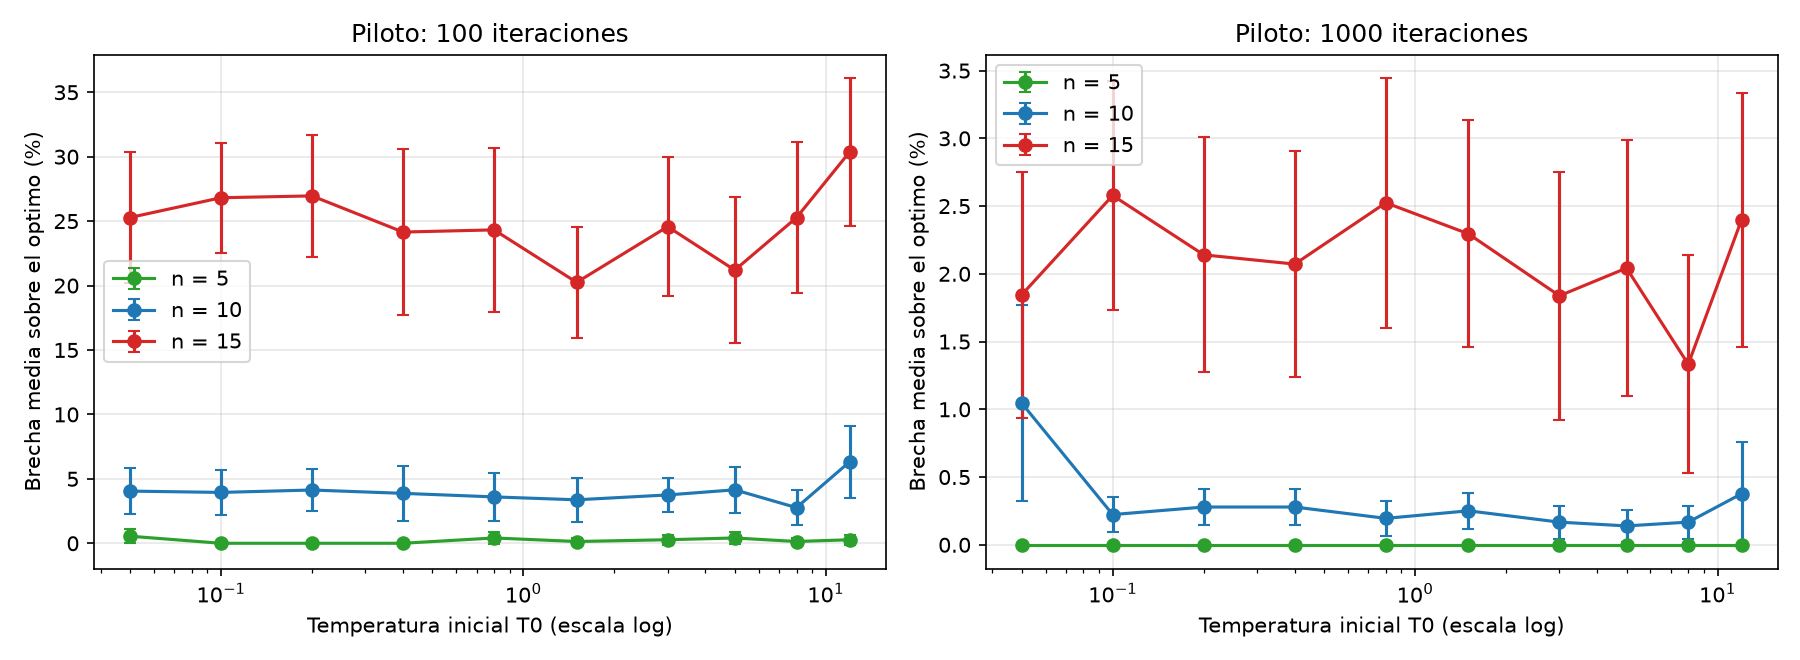 Piloto: 100 iteraciones
Brecha media sobre el optimo (%)
35
30
25
20
15
10
5
0
n = 5
n = 10
n = 15
10⁻¹
10⁰
10¹
Temperatura inicial T0 (escala log)
Piloto: 1000 iteraciones
Brecha media sobre el optimo (%)
3.5
3.0
2.5
2.0
1.5
1.0
0.5
0.0
n = 5
n = 10
n = 15
10⁻¹
10⁰
10¹
Temperatura inicial T0 (escala log)